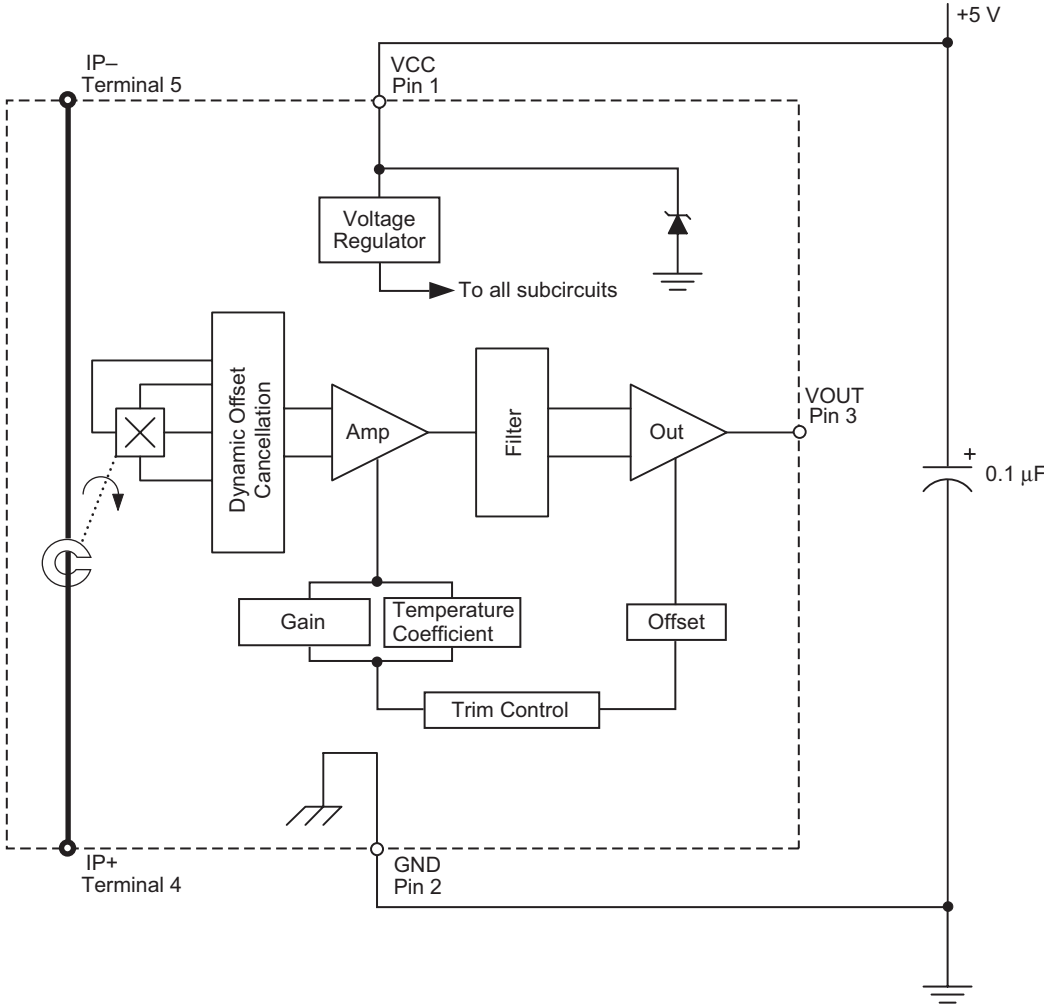 +5 V
IP–
Terminal 5
VCC
Pin 1
Voltage
Regulator
To all subcircuits
Dynamic Offset
Cancellation
Amp
Filter
Out
VOUT
Pin 3
+
0.1 μF
Gain
Temperature
Coefficient
Offset
Trim Control
IP+
Terminal 4
GND
Pin 2